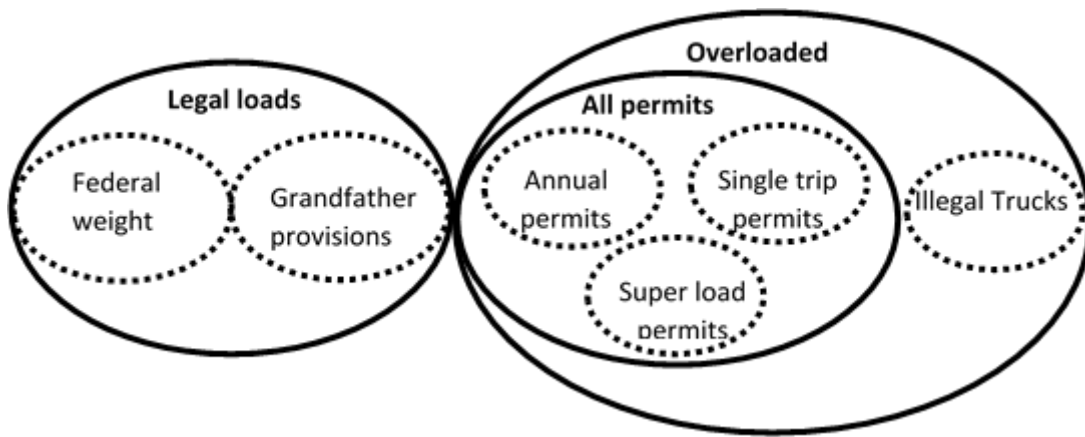 Legal loads
Federal
weight
Grandfather
provisions
Overloaded
All permits
Annual
permits
Single trip
permits
Super load
permits
Illegal Trucks